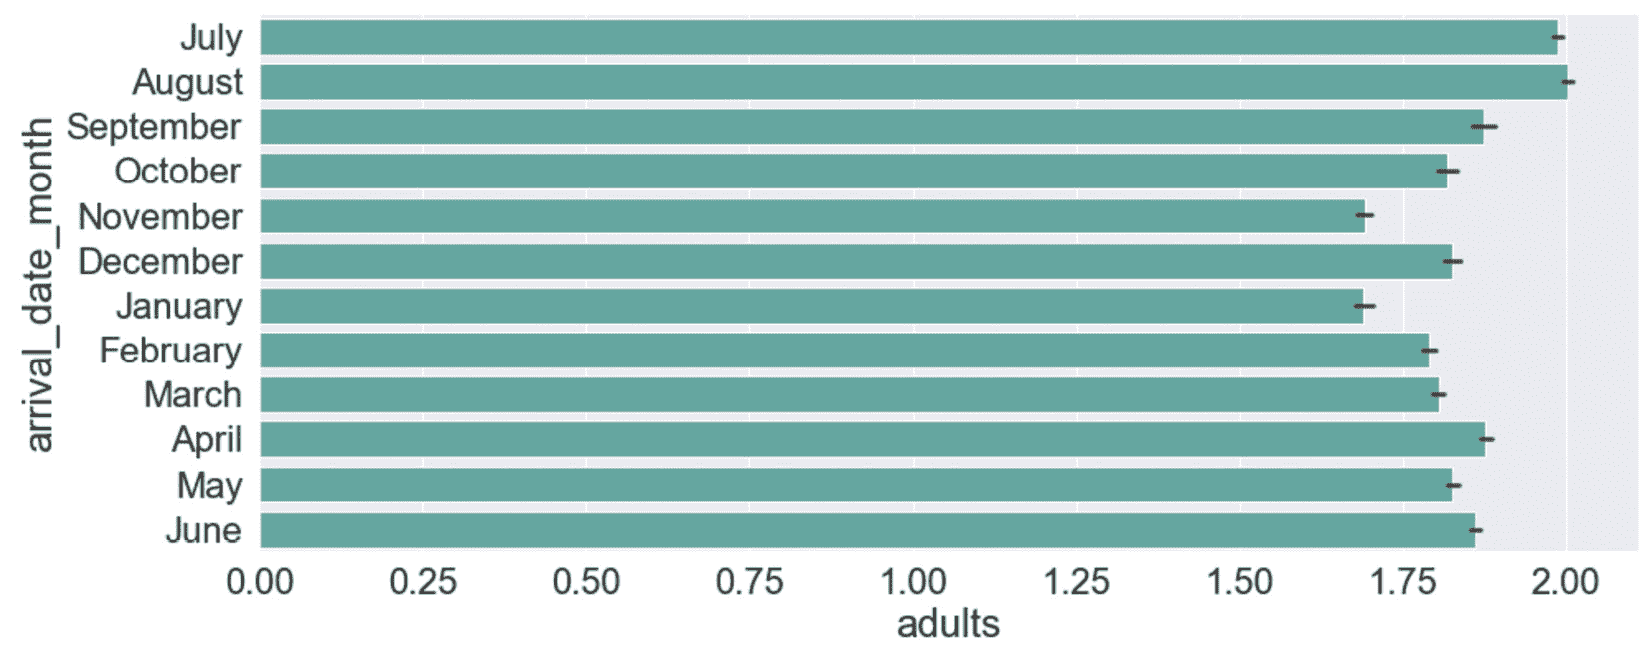 arrival_date_month
July
August
September
October
November
December
January
February
March
April
May
June
0.00 0.25 0.50 0.75 1.00 1.25 1.50 1.75 2.00
adults